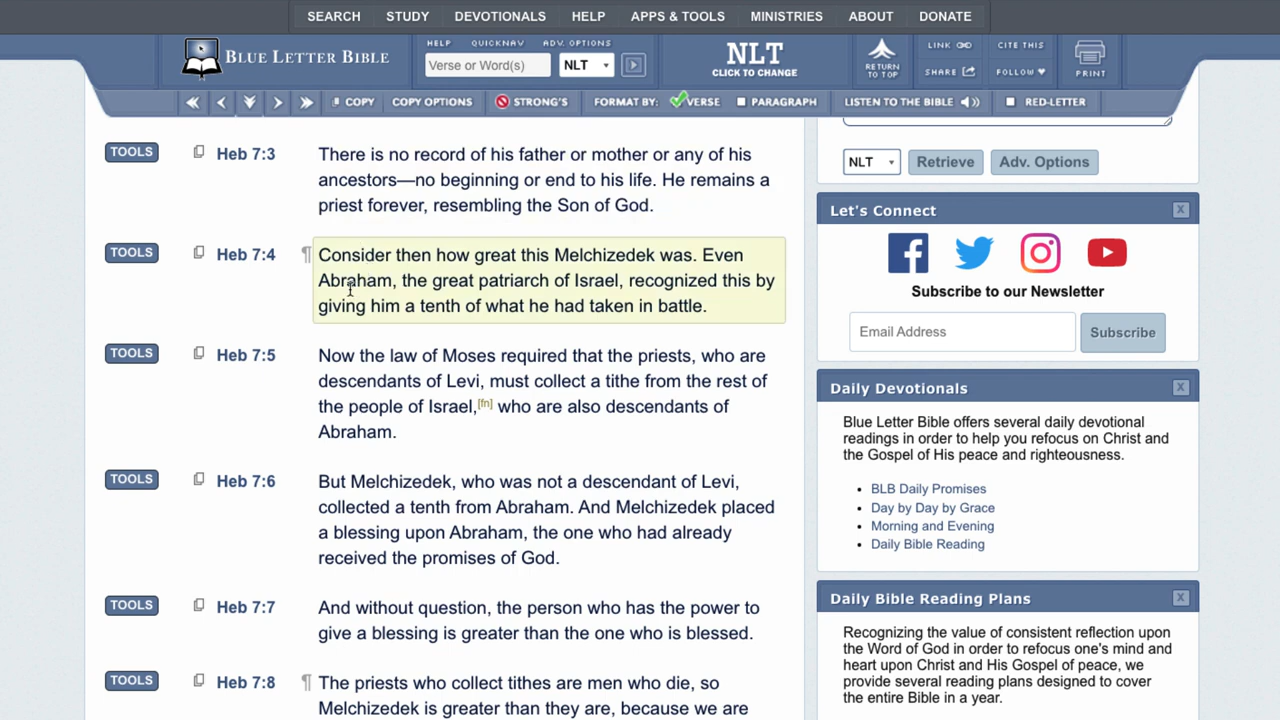 SEARCH STUDY DEVOTIONALS HELP APPS & TOOLS MINISTRIES ABOUT DONATE
BLUE LETTER BIBLE
HELP QUICKNAV ADV. OPTIONS
Verse or Word(s) NLT
NLT
CLICK TO CHANGE
RETURN
TO TOP
LINK CITE THIS
SHARE FOLLOW
PRINT
COPY COPY OPTIONS STRONG'S FORMAT BY: VERSE PARAGRAPH LISTEN TO THE BIBLE RED-LETTER
TOOLS Heb 7:3 There is no record of his father or mother or any of his
ancestors—no beginning or end to his life. He remains a
priest forever, resembling the Son of God.
TOOLS Heb 7:4 ¶ Consider then how great this Melchizedek was. Even
Abraham, the great patriarch of Israel, recognized this by
giving him a tenth of what he had taken in battle.
TOOLS Heb 7:5 Now the law of Moses required that the priests, who are
descendants of Levi, must collect a tithe from the rest of
the people of Israel,[fn] who are also descendants of
Abraham.
TOOLS Heb 7:6 But Melchizedek, who was not a descendant of Levi,
collected a tenth from Abraham. And Melchizedek placed
a blessing upon Abraham, the one who had already
received the promises of God.
TOOLS Heb 7:7 And without question, the person who has the power to
give a blessing is greater than the one who is blessed.
TOOLS Heb 7:8 ¶ The priests who collect tithes are men who die, so
Melchizedek is greater than they are, because we are
NLT Retrieve Adv. Options
Let's Connect X
Subscribe to our Newsletter
Email Address Subscribe
Daily Devotionals X
Blue Letter Bible offers several daily devotional
readings in order to help you refocus on Christ and
the Gospel of His peace and righteousness.
• BLB Daily Promises
• Day by Day by Grace
• Morning and Evening
• Daily Bible Reading
Daily Bible Reading Plans X
Recognizing the value of consistent reflection upon
the Word of God in order to refocus one's mind and
heart upon Christ and His Gospel of peace, we
provide several reading plans designed to cover
the entire Bible in a year.